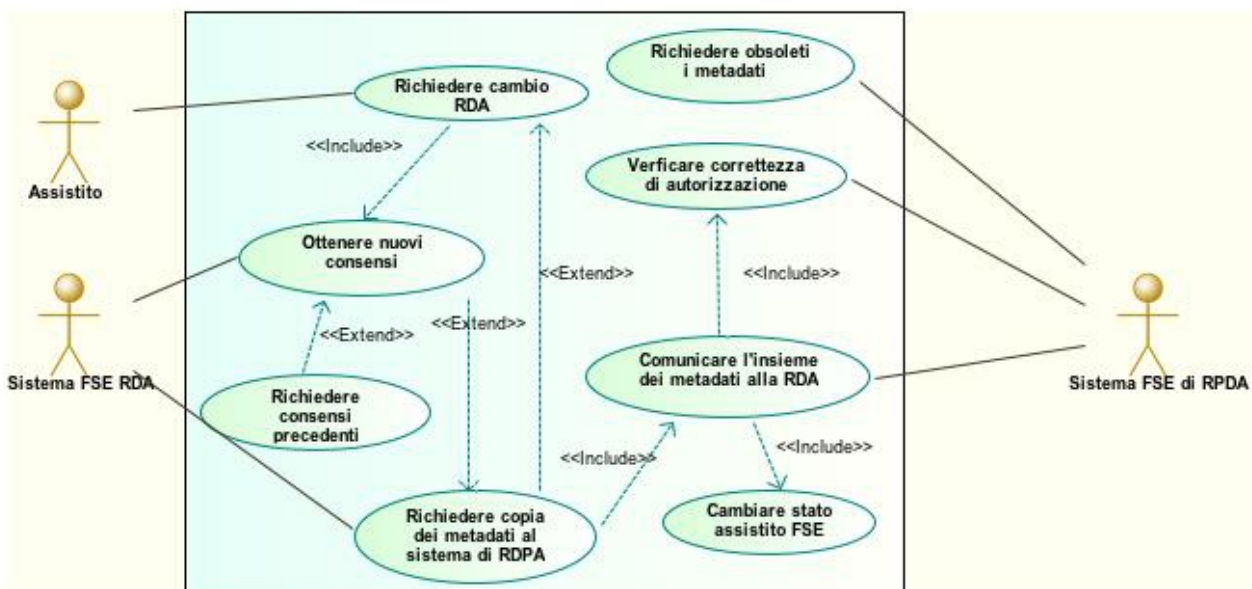 Richiedere obsoleti
i metadati
Richiedere cambio
RDA
<<Include>>
Verficare correttezza
di autorizzazione
Assistito
Ottenere nuovi
consensi
<<Extend>>
<<Include>>
<<Extend>>
<<Extend>>
Comunicare l'insieme
dei metadati alla RDA
Sistema FSE RDA
Sistema FSE di RPDA
Richiedere
consensi
precedenti
<<Include>>
<<Include>>
Richiedere copia
dei metadati al
sistema di RDPA
Cambiare stato
assistito FSE